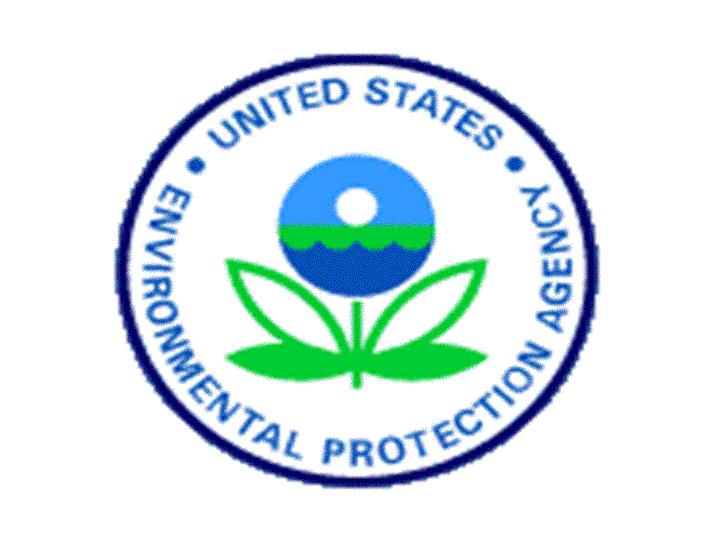 UNITED STATES
ENVIRONMENTAL PROTECTION AGENCY